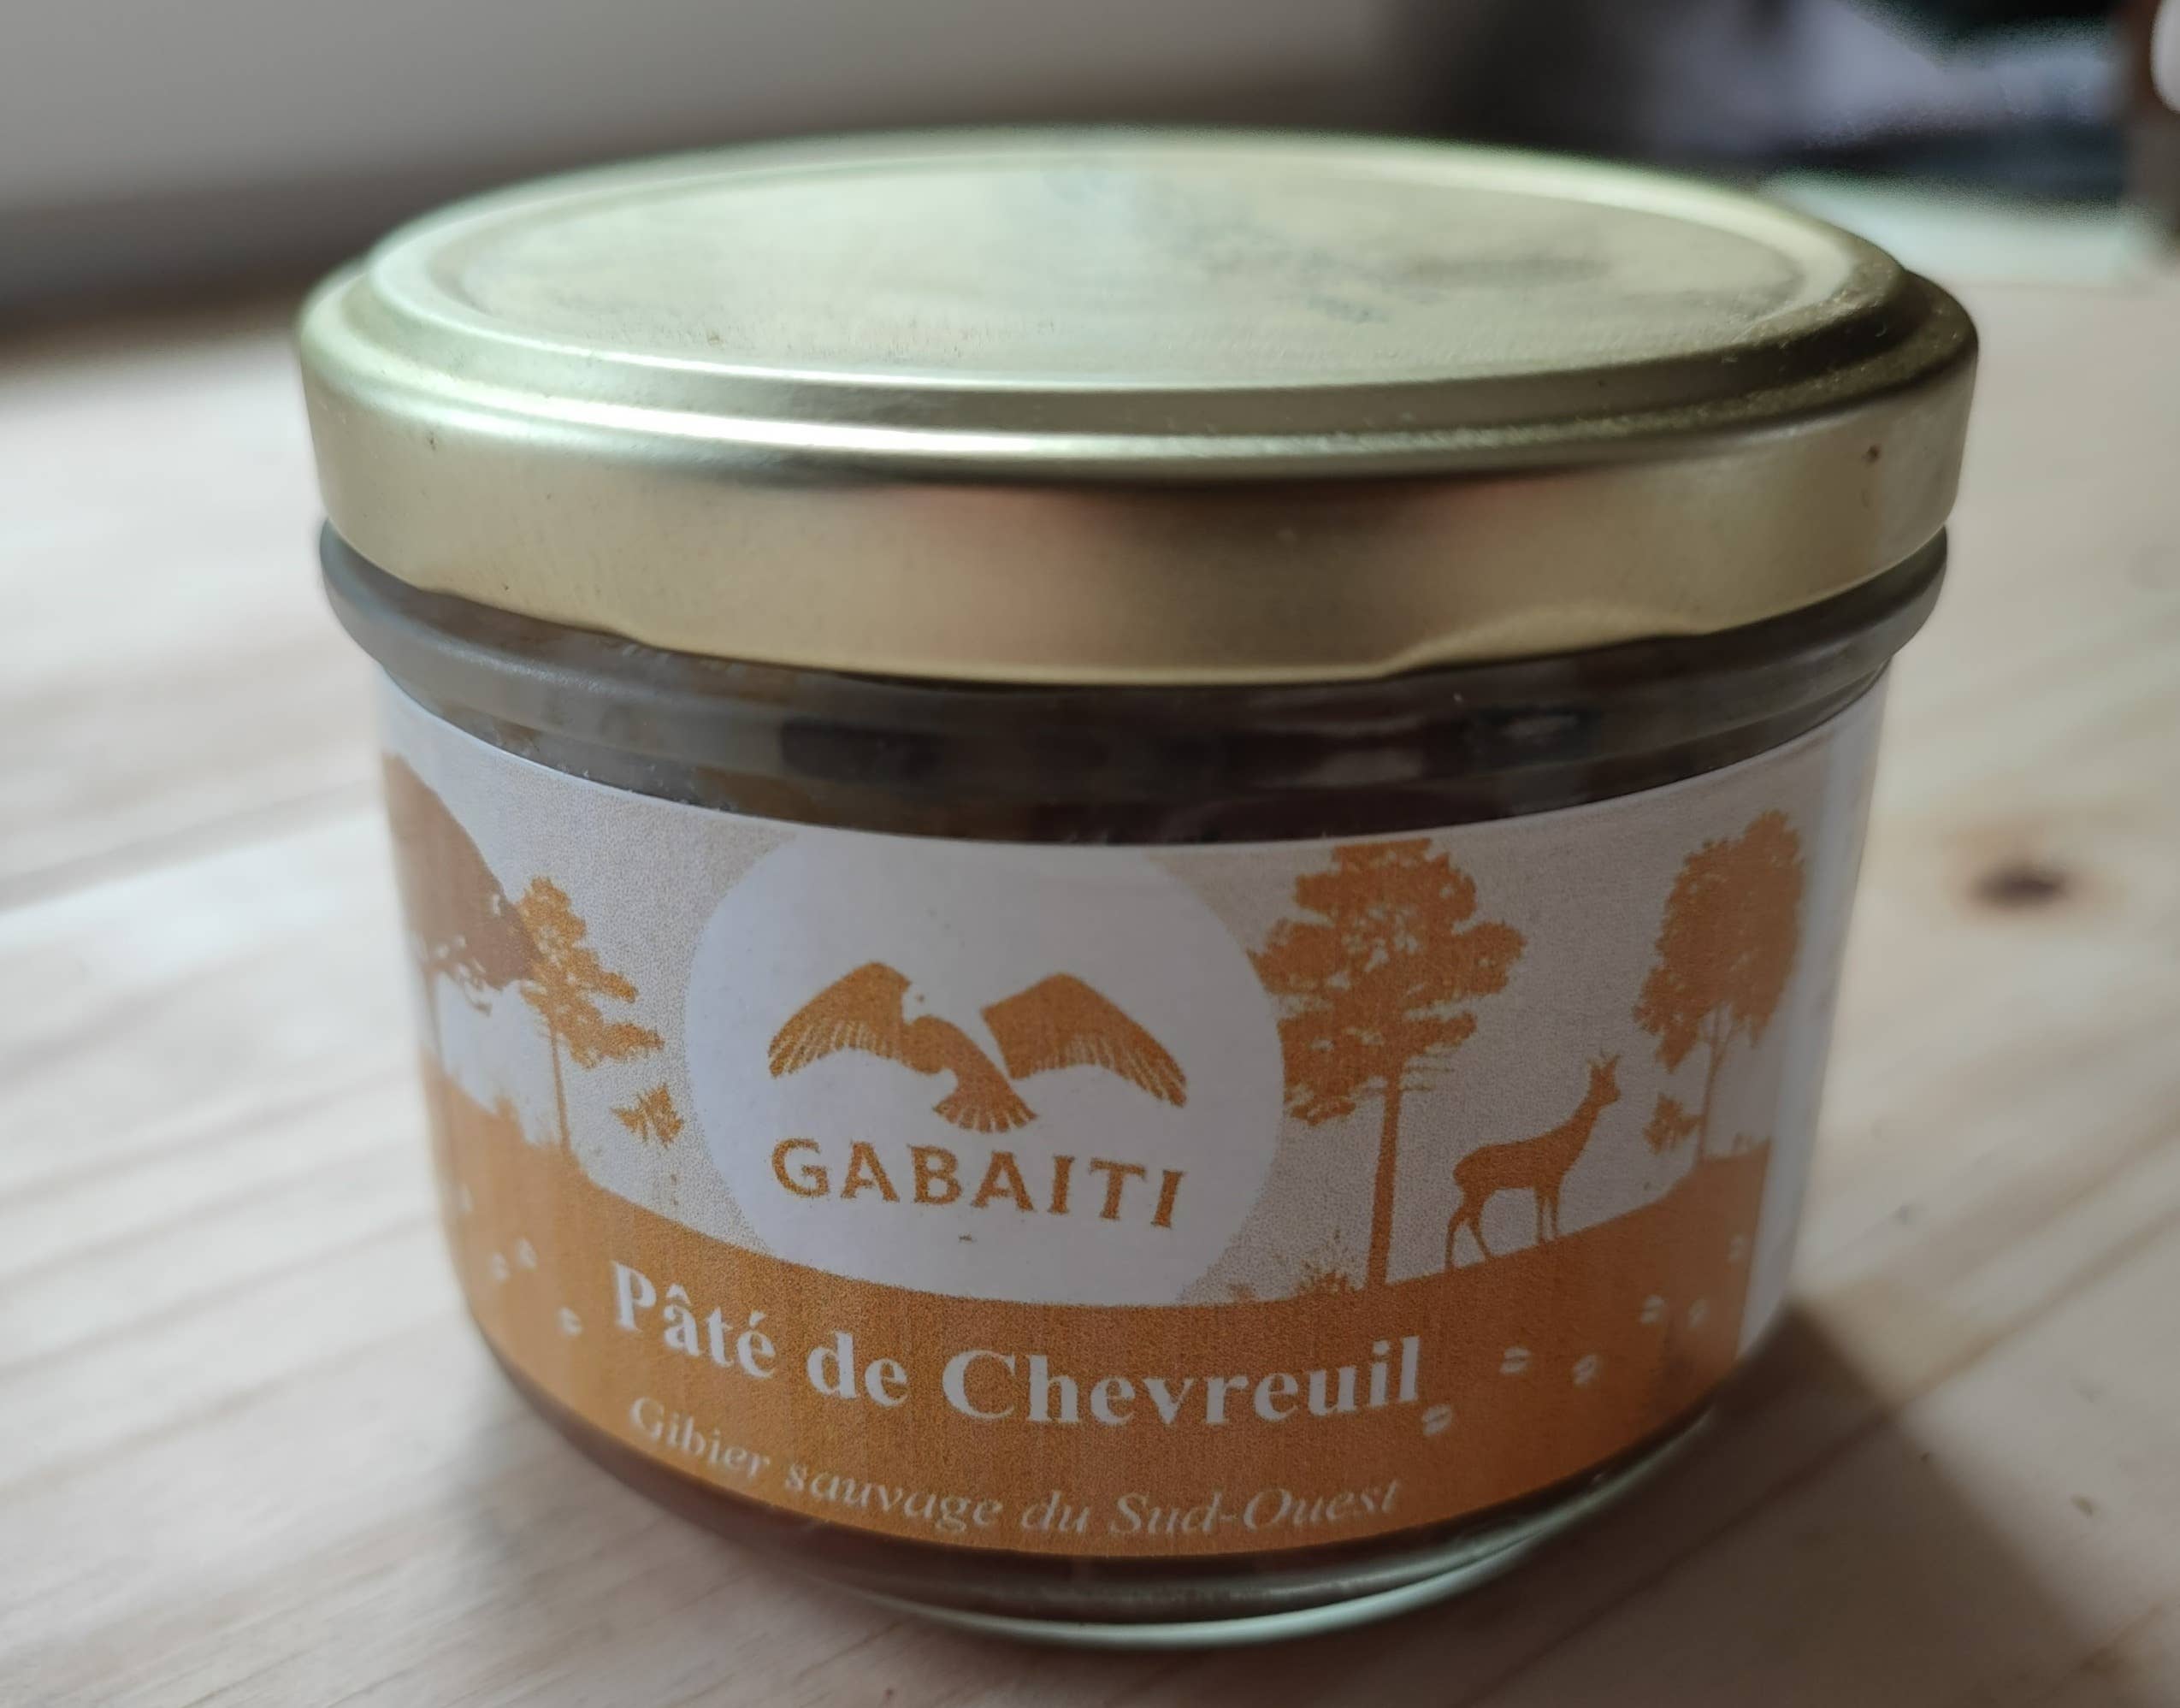 GABAITI
Pâté de Chevreuil
Gibier sauvage du Sud-Ouest